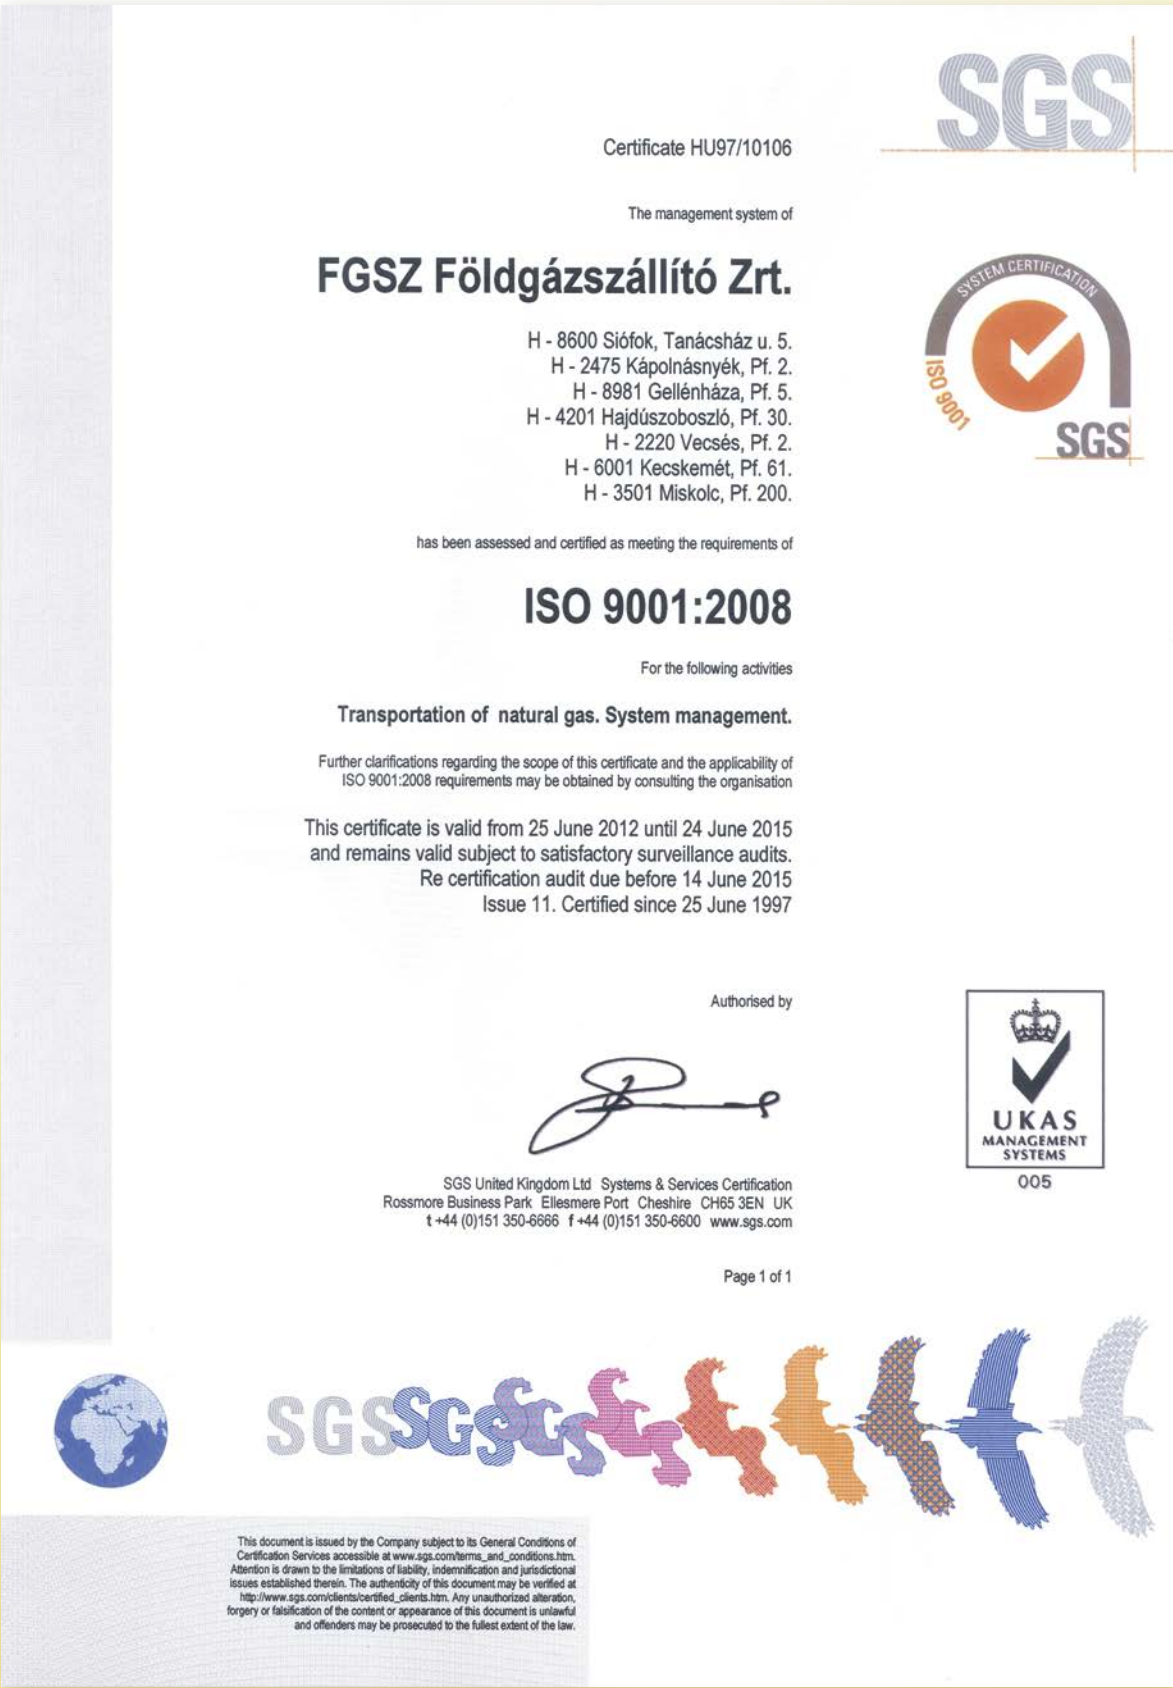 SGS
Certificate HU97/10106
The management system of
FGSZ Földgázszállító Zrt.
H - 8600 Siófok, Tanácsház u. 5.
H - 2475 Kápolnásnyék, Pf. 2.
H - 8981 Gellénháza, Pf. 5.
H - 4201 Hajdúszoboszló, Pf. 30.
H - 2220 Vecsés, Pf. 2.
H - 6001 Kecskemét, Pf. 61.
H - 3501 Miskolc, Pf. 200.
SYSTEM CERTIFICATION
ISO 9001
SGS
has been assessed and certified as meeting the requirements of
ISO 9001:2008
For the following activities
Transportation of natural gas. System management.
Further clarifications regarding the scope of this certificate and the applicability of
ISO 9001:2008 requirements may be obtained by consulting the organisation
This certificate is valid from 25 June 2012 until 24 June 2015
and remains valid subject to satisfactory surveillance audits.
Re certification audit due before 14 June 2015
Issue 11. Certified since 25 June 1997
Authorised by
UKAS
MANAGEMENT
SYSTEMS
005
SGS United Kingdom Ltd Systems & Services Certification
Rossmore Business Park Ellesmere Port Cheshire CH65 3EN UK
t +44 (0)151 350-6666 f +44 (0)151 350-6600 www.sgs.com
Page 1 of 1
SGS SGS SGS
This document is issued by the Company subject to its General Conditions of
Certification Services accessible at www.sgs.com/terms_and_conditions.htm.
Attention is drawn to the limitations of liability, indemnification and jurisdictional
issues established therein. The authenticity of this document may be verified at
http://www.sgs.com/clients/certified_clients.htm. Any unauthorized alteration,
forgery or falsification of the content or appearance of this document is unlawful
and offenders may be prosecuted to the fullest extent of the law.